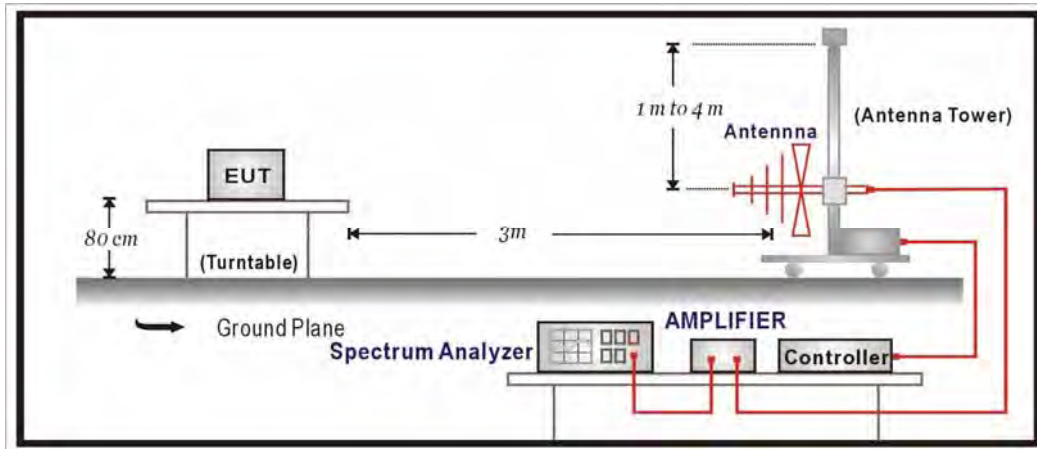 1 m to 4 m
(Antenna Tower)
Antennna
EUT
80 cm
3m
(Turntable)
Ground Plane
AMPLIFIER
Spectrum Analyzer
Controller